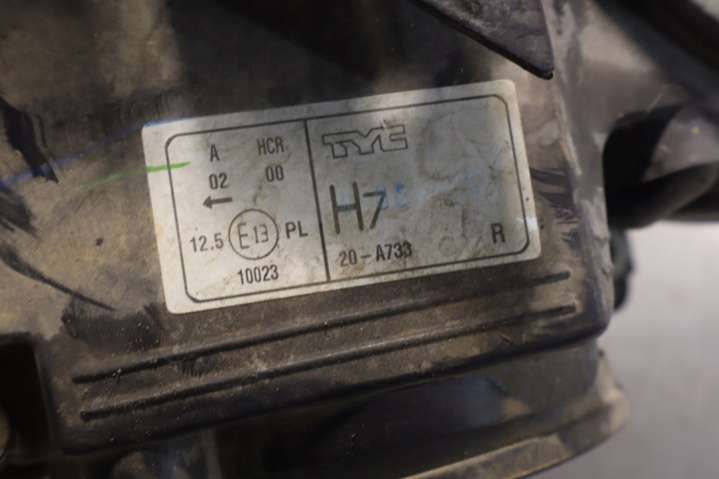 A HCR
02 00
←
12.5 E13 PL
10023
TYC
H7
20-A733 R